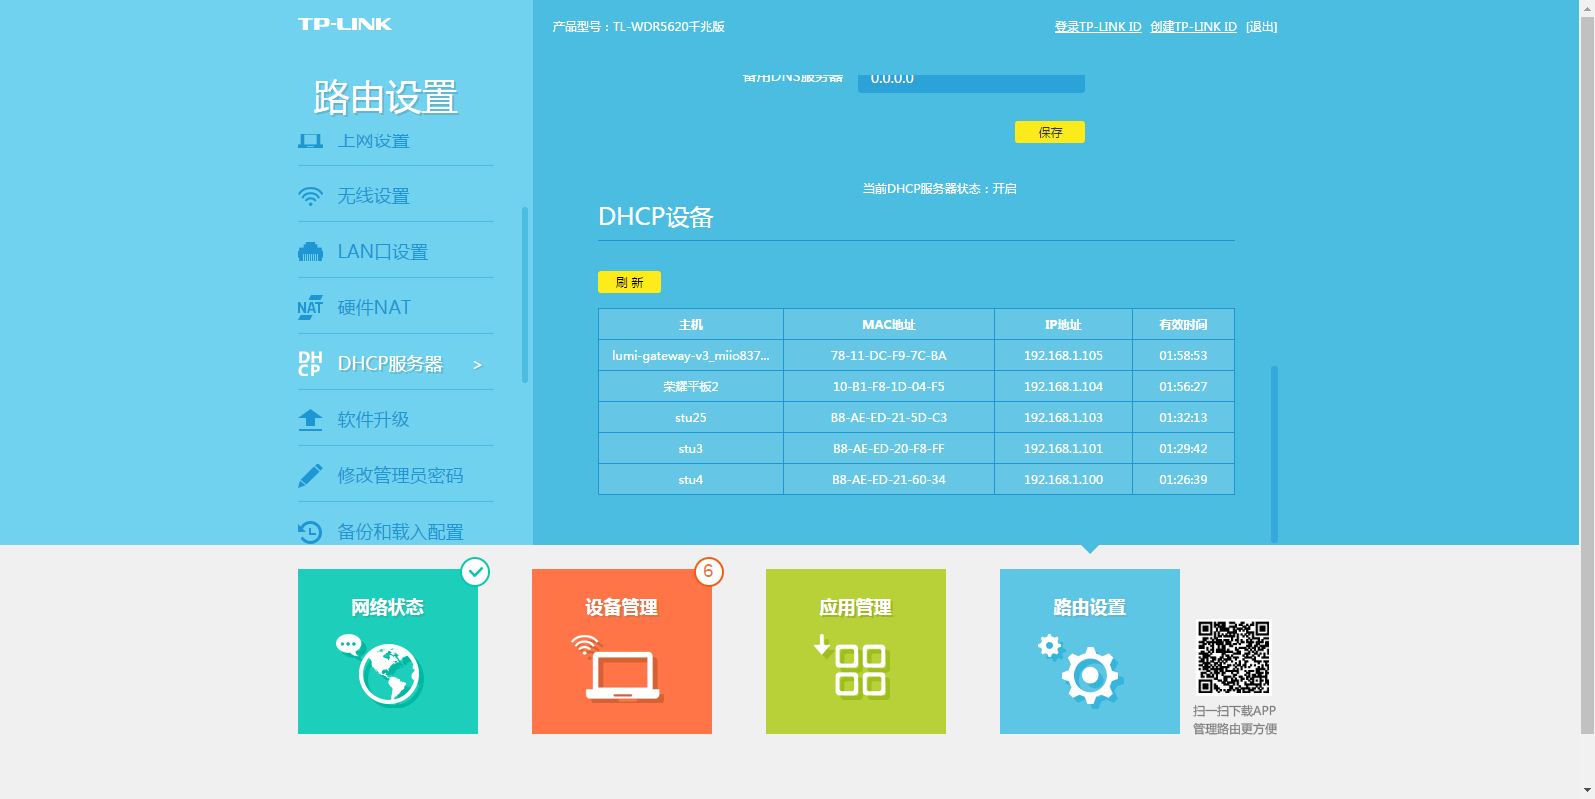 TP-LINK
产品型号：TL-WDR5620千兆版
登录TP-LINK ID 创建TP-LINK ID [退出]
路由设置
上网设置
无线设置
LAN口设置
NAT 硬件NAT
DHCP DHCP服务器 >
软件升级
修改管理员密码
备份和载入配置
备用DNS服务器 0.0.0.0
保存
当前DHCP服务器状态：开启
DHCP设备
刷 新
主机 MAC地址 IP地址 有效时间
lumi-gateway-v3_miio837... 78-11-DC-F9-7C-BA 192.168.1.105 01:58:53
荣耀平板2 10-B1-F8-1D-04-F5 192.168.1.104 01:56:27
stu25 B8-AE-ED-21-5D-C3 192.168.1.103 01:32:13
stu3 B8-AE-ED-20-F8-FF 192.168.1.101 01:29:42
stu4 B8-AE-ED-21-60-34 192.168.1.100 01:26:39
网络状态
6
设备管理
应用管理
路由设置
扫一扫下载APP
管理路由更方便